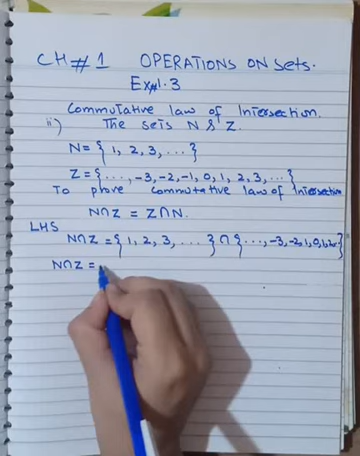 CH # 1 OPERATIONS ON Sets.
Ex#1.3
Commutative law of Intersection.
ii) The sets N & Z.
N = { 1, 2, 3, ... }
Z = { ..., -3, -2, -1, 0, 1, 2, 3, ... }
To prove commutative law of Intersection
N∩Z = Z∩N.
LHS
N∩Z = { 1, 2, 3, .... } ∩ { ..., -3, -2, 1, 0, 1, 2,
N∩Z =